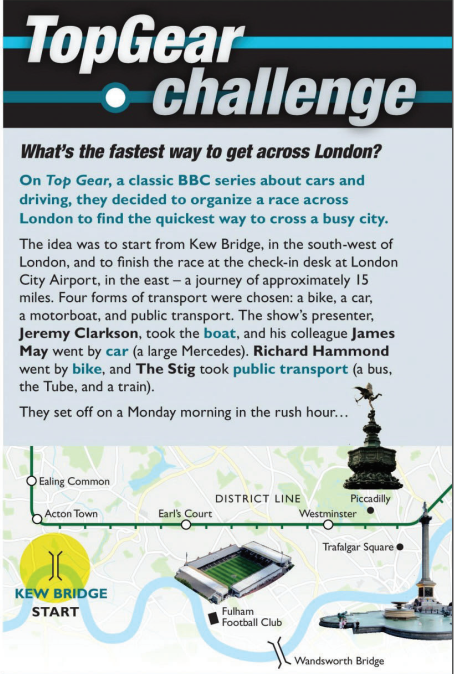 TopGear
challenge
What's the fastest way to get across London?
On Top Gear, a classic BBC series about cars and
driving, they decided to organize a race across
London to find the quickest way to cross a busy city.
The idea was to start from Kew Bridge, in the south-west of
London, and to finish the race at the check-in desk at London
City Airport, in the east – a journey of approximately 15
miles. Four forms of transport were chosen: a bike, a car,
a motorboat, and public transport. The show's presenter,
Jeremy Clarkson, took the boat, and his colleague James
May went by car (a large Mercedes). Richard Hammond
went by bike, and The Stig took public transport (a bus,
the Tube, and a train).
They set off on a Monday morning in the rush hour…
Ealing Common
DISTRICT LINE
Piccadilly
Acton Town
Earl's Court
Westminster
Trafalgar Square
KEW BRIDGE
START
Fulham
Football Club
Wandsworth Bridge